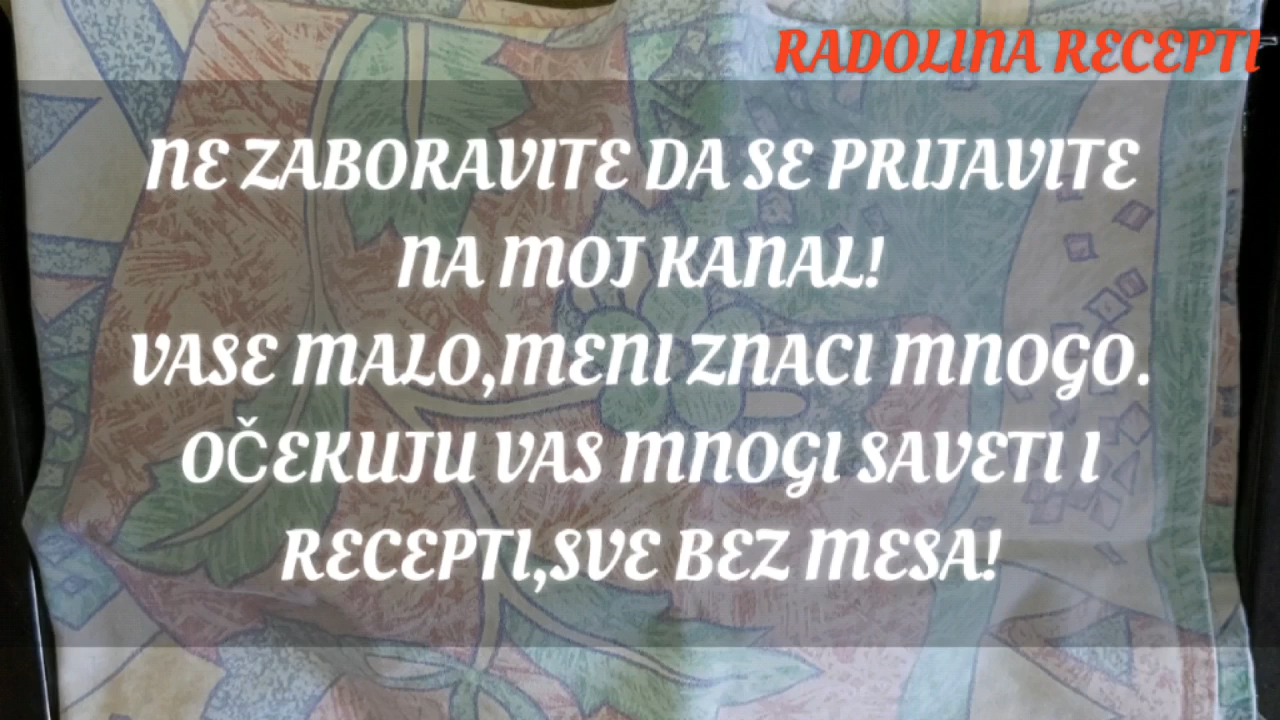 RADOLINA RECEPTI
NE ZABORAVITE DA SE PRIJAVITE
NA MOJ KANAL!
VASE MALO,MENI ZNACI MNOGO.
OČEKUJU VAS MNOGI SAVETI I
RECEPTI,SVE BEZ MESA!